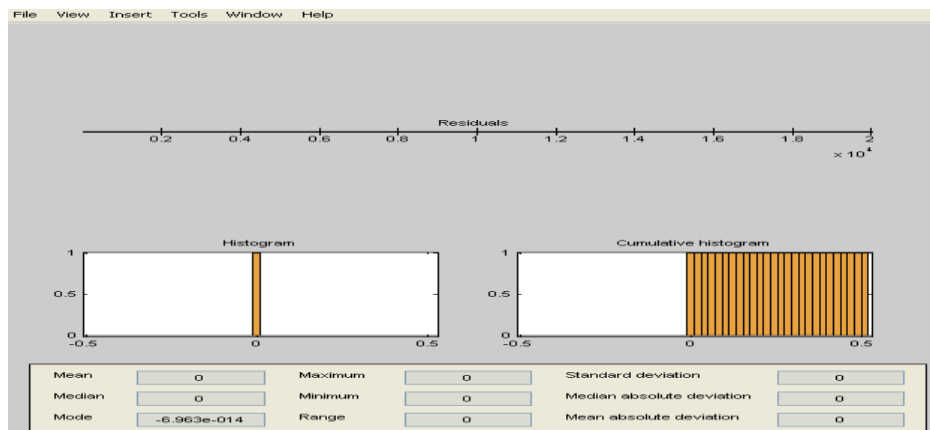 File View Insert Tools Window Help
Residuals
0.2 0.4 0.6 0.8 1 1.2 1.4 1.6 1.8 2
× 10⁴
Histogram
1
0.5
0
-0.5 0 0.5
Cumulative histogram
1
0.5
0
-0.5 0 0.5
Mean 0 Maximum 0 Standard deviation 0
Median 0 Minimum 0 Median absolute deviation 0
Mode -6.963e-014 Range 0 Mean absolute deviation 0